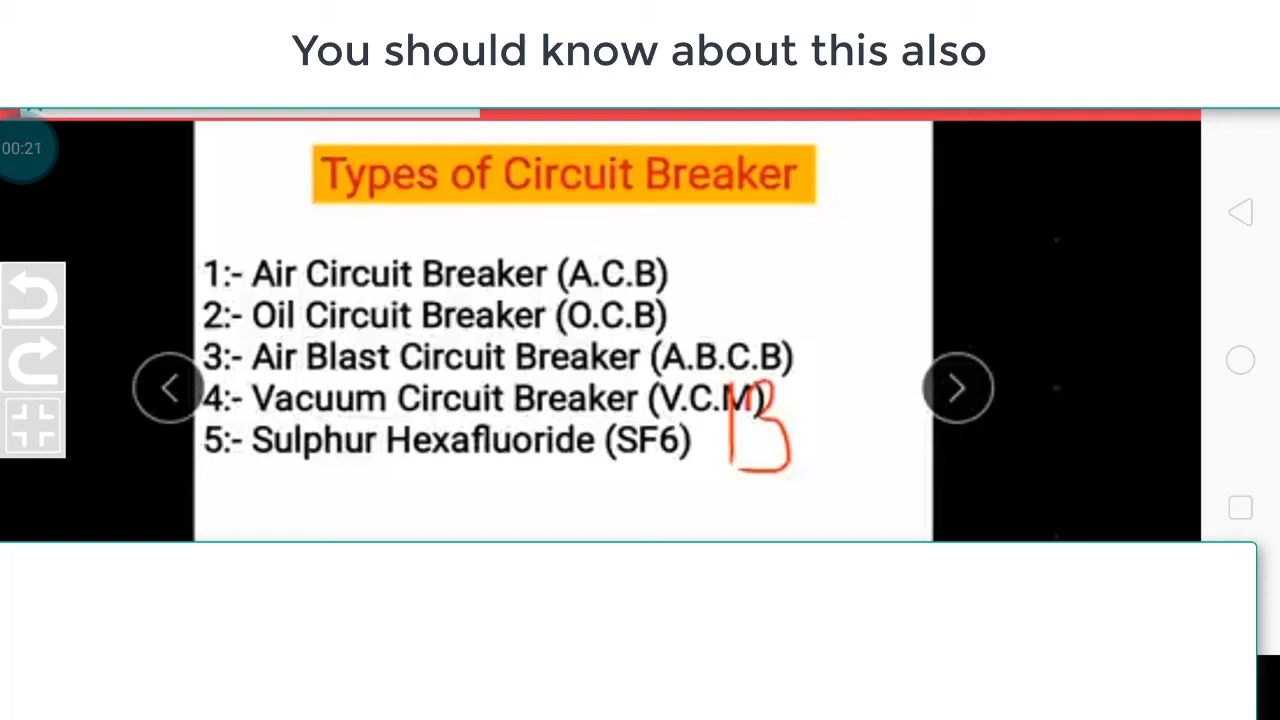 You should know about this also
00:21
Types of Circuit Breaker
1:- Air Circuit Breaker (A.C.B)
2:- Oil Circuit Breaker (O.C.B)
3:- Air Blast Circuit Breaker (A.B.C.B)
4:- Vacuum Circuit Breaker (V.C.M)
B
5:- Sulphur Hexafluoride (SF6)